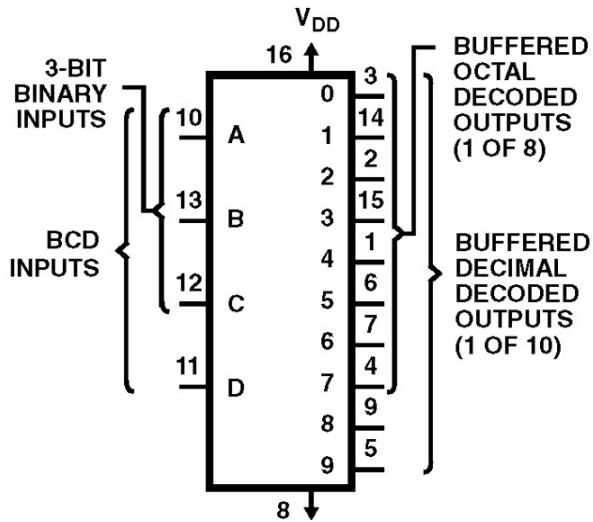 V_DD
16
3-BIT
BINARY
INPUTS
BCD
INPUTS
10 A
13 B
12 C
11 D
0 3
1 14
2 2
3 15
4 1
5 6
6 7
7 4
8 9
9 5
8
BUFFERED
OCTAL
DECODED
OUTPUTS
(1 OF 8)
BUFFERED
DECIMAL
DECODED
OUTPUTS
(1 OF 10)